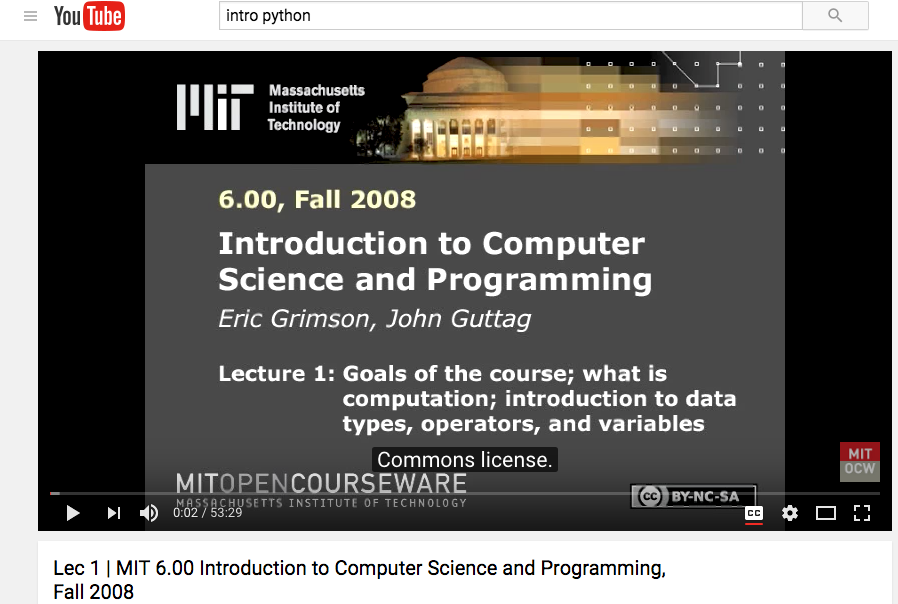 YouTube
intro python
MIT
Massachusetts
Institute of
Technology
6.00, Fall 2008
Introduction to Computer
Science and Programming
Eric Grimson, John Guttag
Lecture 1: Goals of the course; what is
computation; introduction to data
types, operators, and variables
Commons license.
MIT
OCW
MITOPENCOURSEWARE
MASSACHUSETTS INSTITUTE OF TECHNOLOGY
cc BY-NC-SA
0:02 / 53:29
CC
Lec 1 | MIT 6.00 Introduction to Computer Science and Programming,
Fall 2008